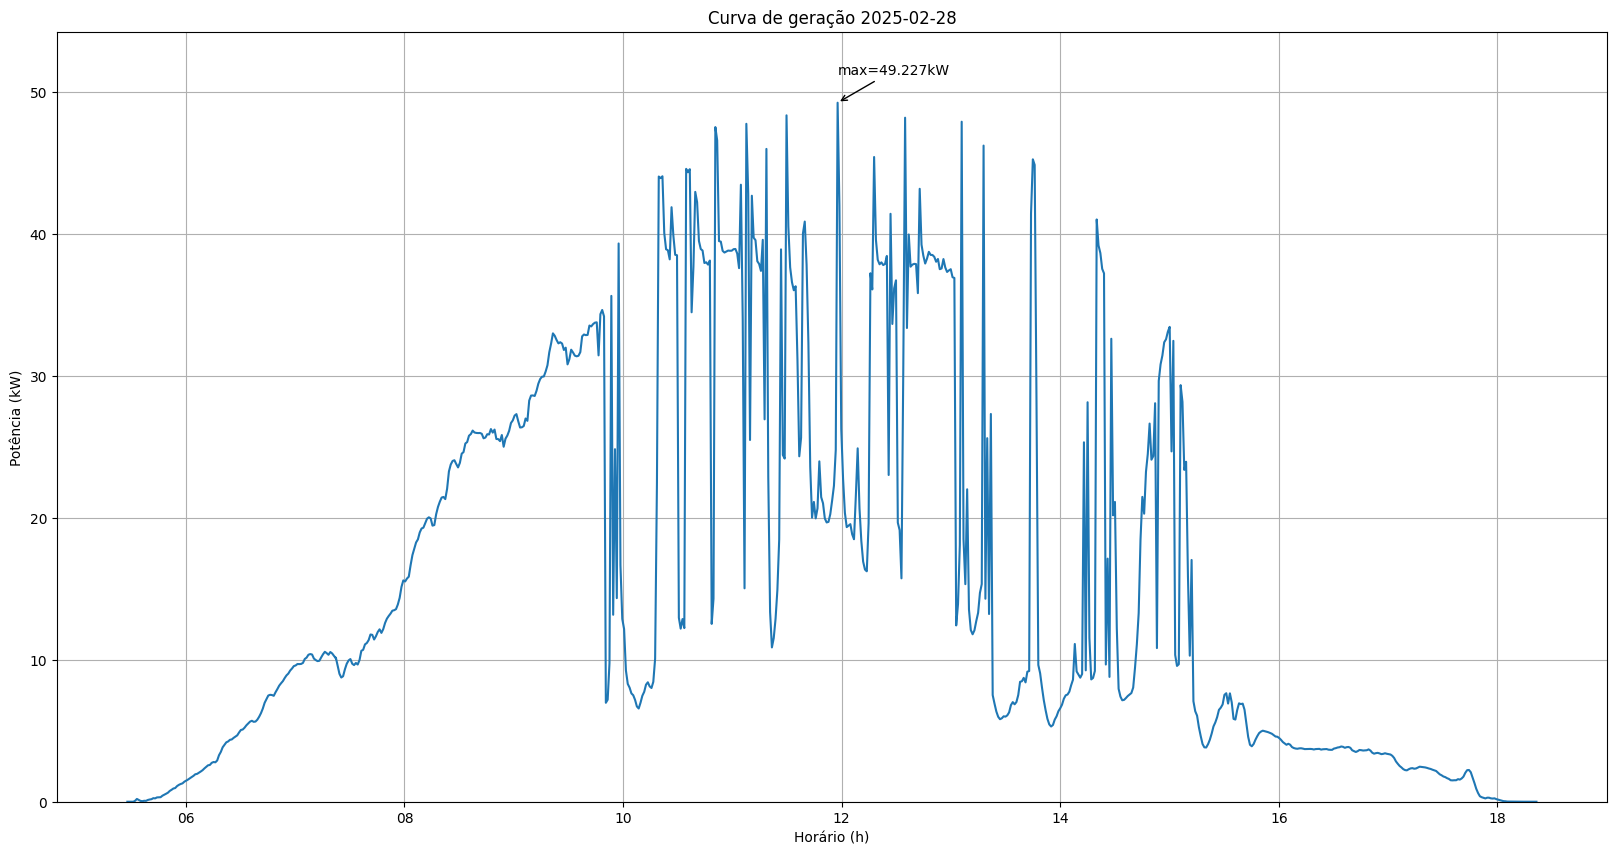 Curva de geração 2025-02-28
max=49.227kW
Potência (kW)
50
40
30
20
10
0
06 08 10 12 14 16 18
Horário (h)